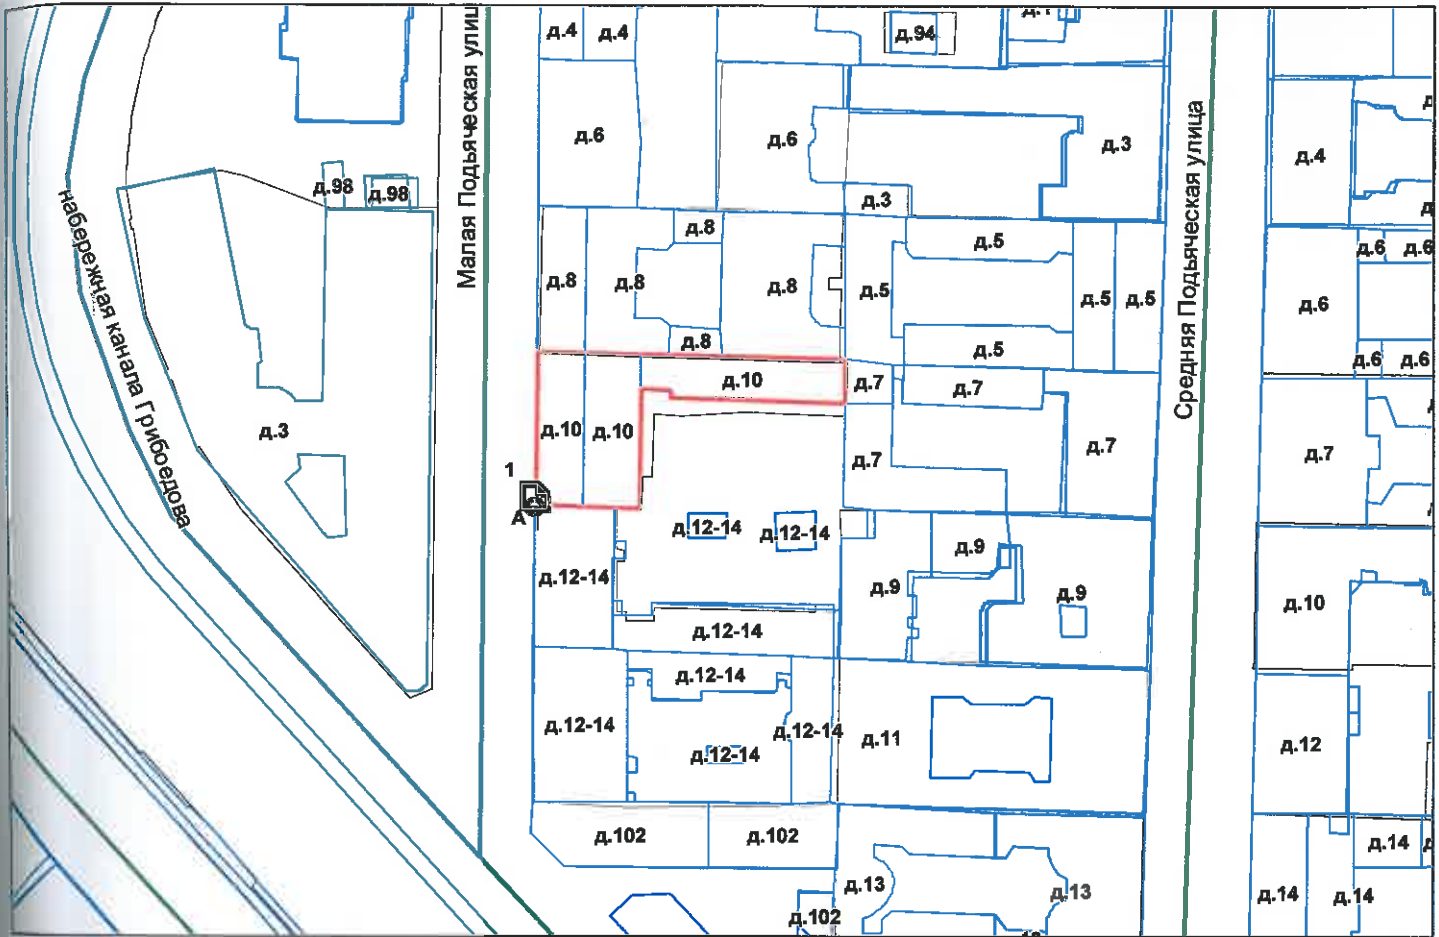 д.4
д.4
д.94
Малая Подьяческая улиц
д.6
д.6
д.3
д.4
Средняя Подьяческая улица
д.98
д.98
д.3
набережная канала Грибоедова
д.8
д.5
д.6
д.6
д.8
д.8
д.8
д.5
д.5
д.5
д.6
д.8
д.5
д.6
д.6
д.10
д.7
д.7
д.3
д.10
д.10
д.7
д.7
д.7
1
А
д.12-14
д.12-14
д.9
д.12-14
д.9
д.9
д.10
д.12-14
д.12-14
д.12-14
д.12-14
д.11
д.12
д.12-14
д.102
д.102
д.14
д.13
д.13
д.14
д.14
д.102